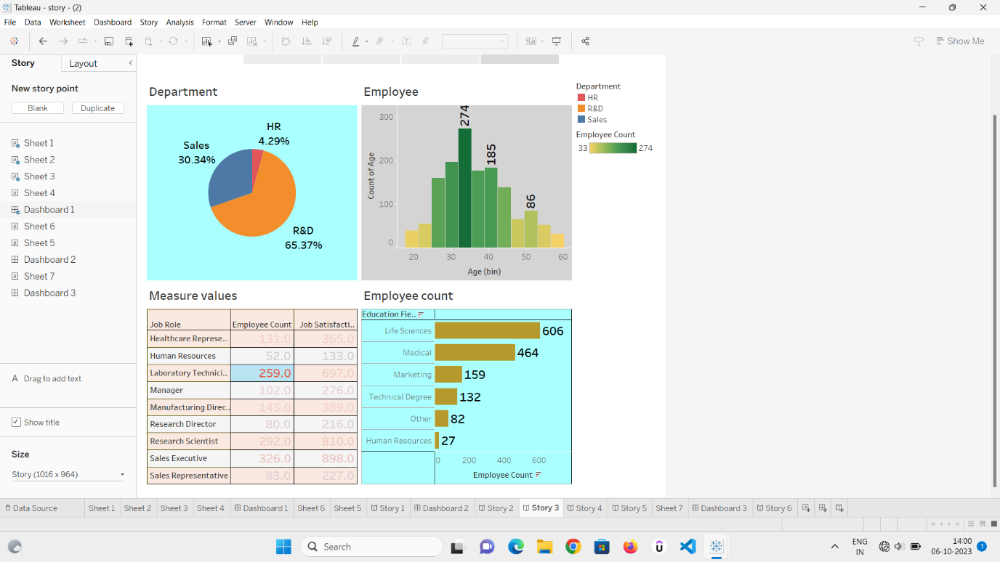 Tableau - story - (2)
File Data Worksheet Dashboard Story Analysis Format Server Window Help
Show Me
Story Layout
New story point
Blank Duplicate
Sheet 1
Sheet 2
Sheet 3
Sheet 4
Dashboard 1
Sheet 6
Sheet 5
Dashboard 2
Sheet 7
Dashboard 3
A Drag to add text
Show title
Size
Story (1016 x 964)
Department
HR
4.29%
Sales
30.34%
R&D
65.37%
Employee
300
200
100
0
Count of Age
274
185
86
20 30 40 50 60
Age (bin)
Department
HR
R&D
Sales
Employee Count
33 274
Measure values
Job Role Employee Count Job Satisfacti..
Healthcare Represe.. 131.0 365.0
Human Resources 52.0 133.0
Laboratory Technici.. 259.0 697.0
Manager 102.0 276.0
Manufacturing Direc.. 145.0 389.0
Research Director 80.0 216.0
Research Scientist 292.0 810.0
Sales Executive 326.0 898.0
Sales Representative 83.0 227.0
Employee count
Education Fie..
Life Sciences 606
Medical 464
Marketing 159
Technical Degree 132
Other 82
Human Resources 27
0 200 400 600
Employee Count
Data Source Sheet 1 Sheet 2 Sheet 3 Sheet 4 Dashboard 1 Sheet 6 Sheet 5 Story 1 Dashboard 2 Story 2 Story 3 Story 4 Story 5 Sheet 7 Dashboard 3 Story 6
Search
ENG
IN
14:00
06-10-2023
1